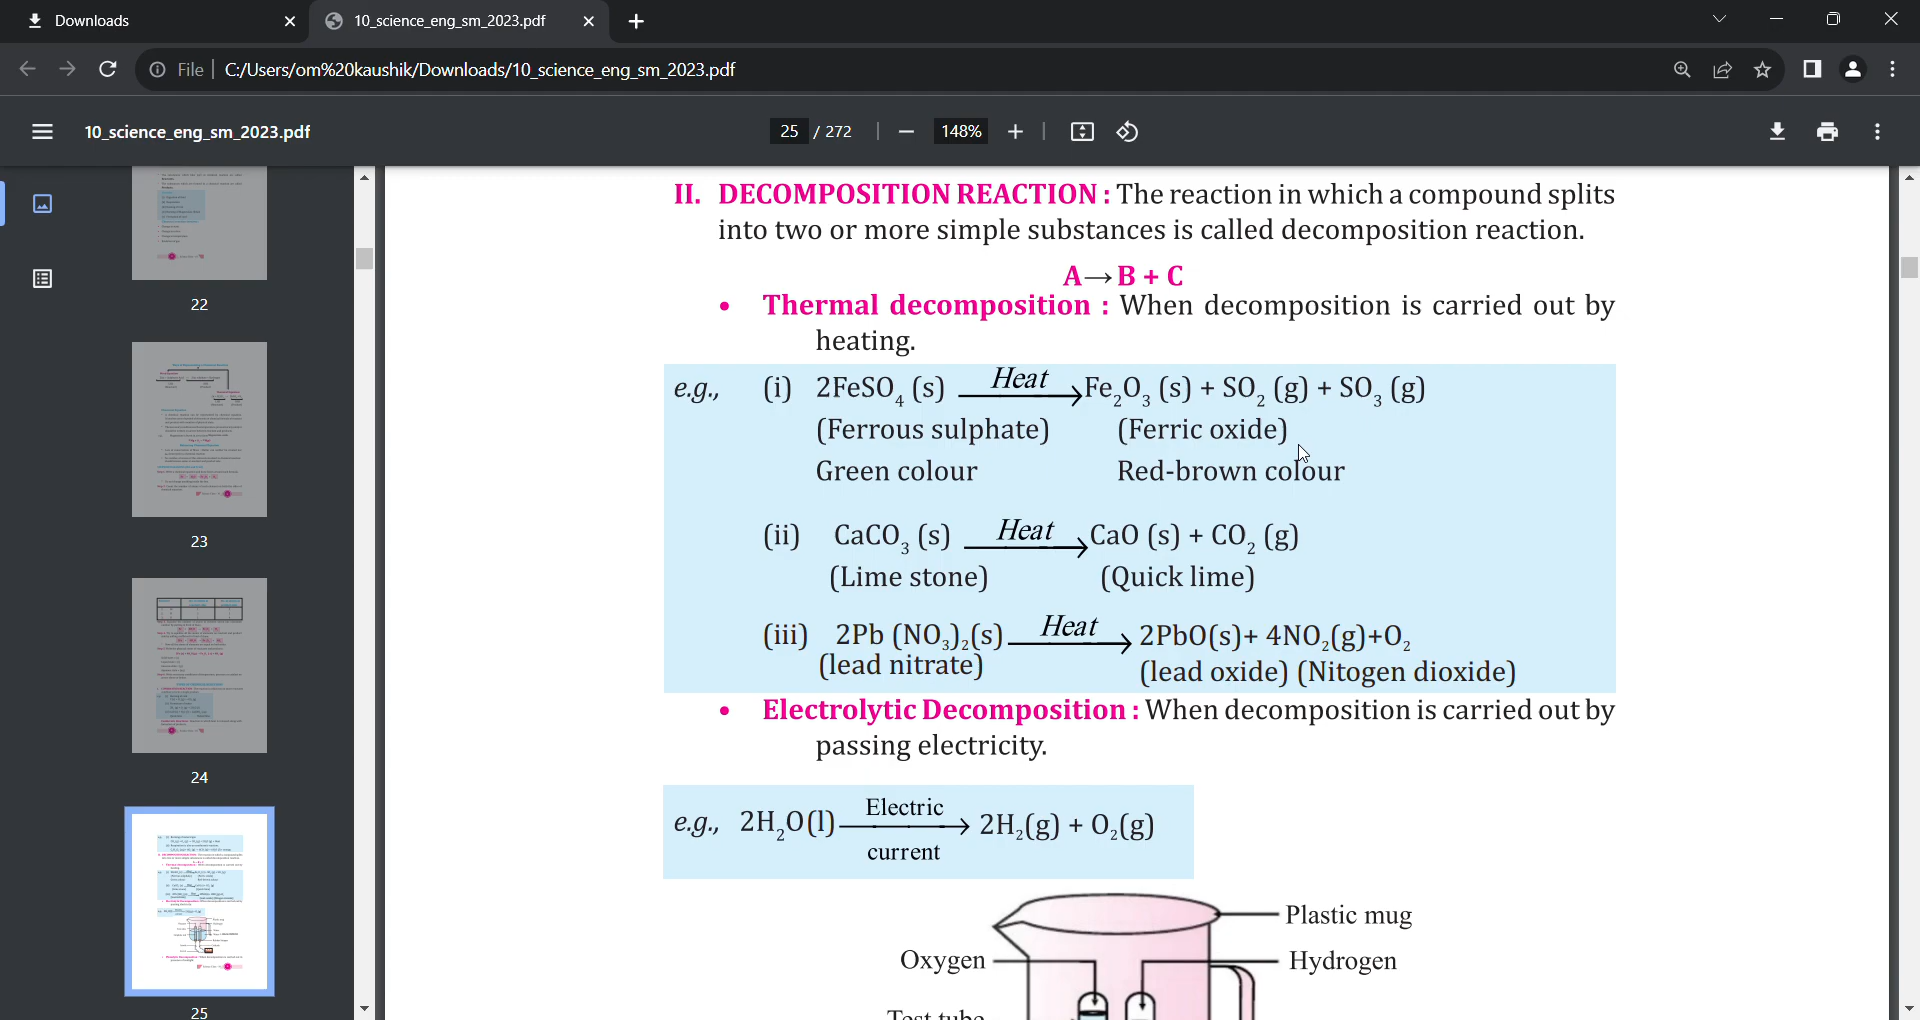 Downloads
10_science_eng_sm_2023.pdf
File C:/Users/om%20kaushik/Downloads/10_science_eng_sm_2023.pdf
10_science_eng_sm_2023.pdf
25 / 272
148%
22
23
24
25
II. DECOMPOSITION REACTION : The reaction in which a compound splits
into two or more simple substances is called decomposition reaction.
A→B + C
• Thermal decomposition : When decomposition is carried out by
heating.
e.g., (i) 2FeSO₄ (s) Heat→ Fe₂O₃ (s) + SO₂ (g) + SO₃ (g)
(Ferrous sulphate) (Ferric oxide)
Green colour Red-brown colour
(ii) CaCO₃ (s) Heat→ CaO (s) + CO₂ (g)
(Lime stone) (Quick lime)
(iii) 2Pb (NO₃)₂(s) Heat→ 2PbO(s)+ 4NO₂(g)+O₂
(lead nitrate) (lead oxide) (Nitogen dioxide)
• Electrolytic Decomposition : When decomposition is carried out by
passing electricity.
Electric
e.g., 2H₂O(l) → 2H₂(g) + O₂(g)
current
Plastic mug
Oxygen
Hydrogen
Test tube